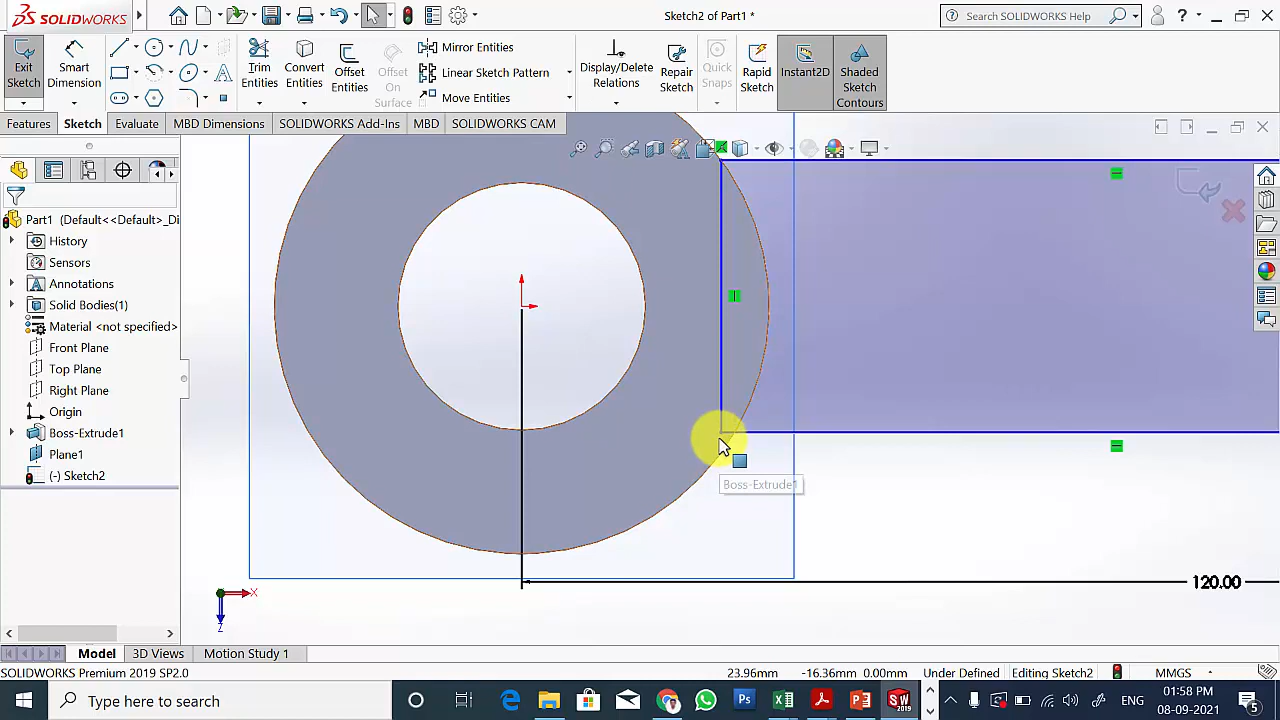 SOLIDWORKS
Sketch2 of Part1 *
Search SOLIDWORKS Help
?
Exit Sketch
Smart Dimension
Trim Entities
Convert Entities
Offset Entities
Offset On Surface
Mirror Entities
Linear Sketch Pattern
Move Entities
Display/Delete Relations
Repair Sketch
Quick Snaps
Rapid Sketch
Instant2D
Shaded Sketch Contours
Features
Sketch
Evaluate
MBD Dimensions
SOLIDWORKS Add-Ins
MBD
SOLIDWORKS CAM
Part1 (Default<<Default>_Di
History
Sensors
Annotations
Solid Bodies(1)
Material <not specified>
Front Plane
Top Plane
Right Plane
Origin
Boss-Extrude1
Plane1
(-) Sketch2
Boss-Extrude1
120.00
X
Z
Model
3D Views
Motion Study 1
SOLIDWORKS Premium 2019 SP2.0
23.96mm
-16.36mm
0.00mm
Under Defined
Editing Sketch2
MMGS
Type here to search
Ps
SW 2019
ENG
01:58 PM
08-09-2021
5